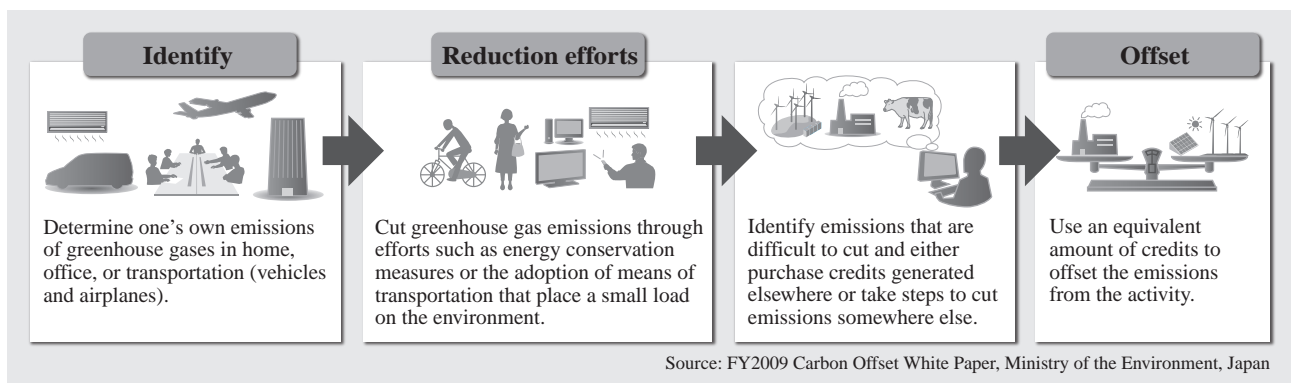 Identify
Determine one's own emissions
of greenhouse gases in home,
office, or transportation (vehicles
and airplanes).
Reduction efforts
Cut greenhouse gas emissions through
efforts such as energy conservation
measures or the adoption of means of
transportation that place a small load
on the environment.
Identify emissions that are
difficult to cut and either
purchase credits generated
elsewhere or take steps to cut
emissions somewhere else.
Offset
Use an equivalent
amount of credits to
offset the emissions
from the activity.
Source: FY2009 Carbon Offset White Paper, Ministry of the Environment, Japan